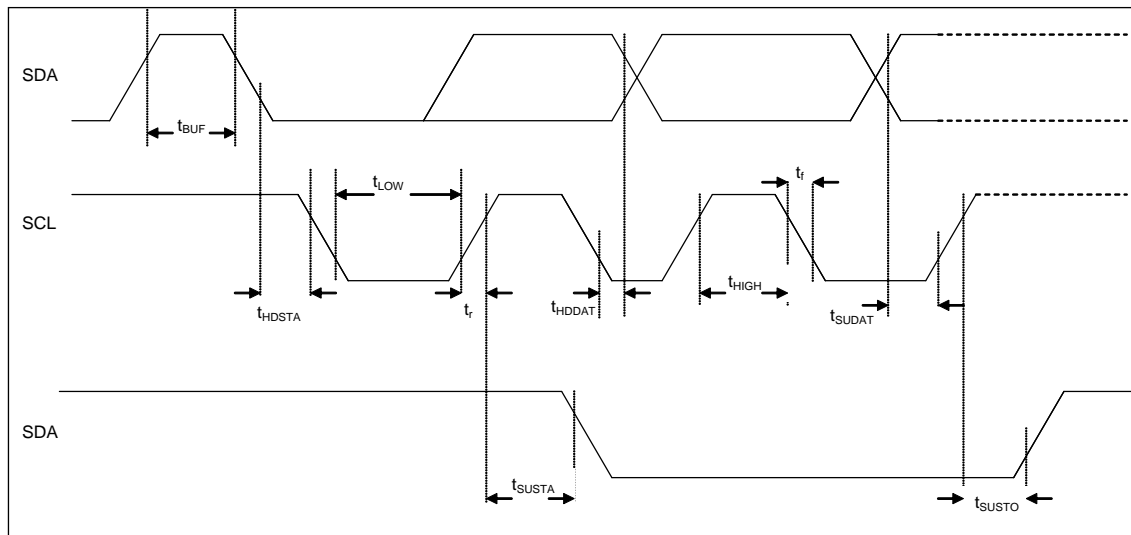 SDA
tBUF
tLOW
tf
SCL
tHDSTA
tr
tHDDAT
tHIGH
tSUDAT
SDA
tSUSTA
tSUSTO